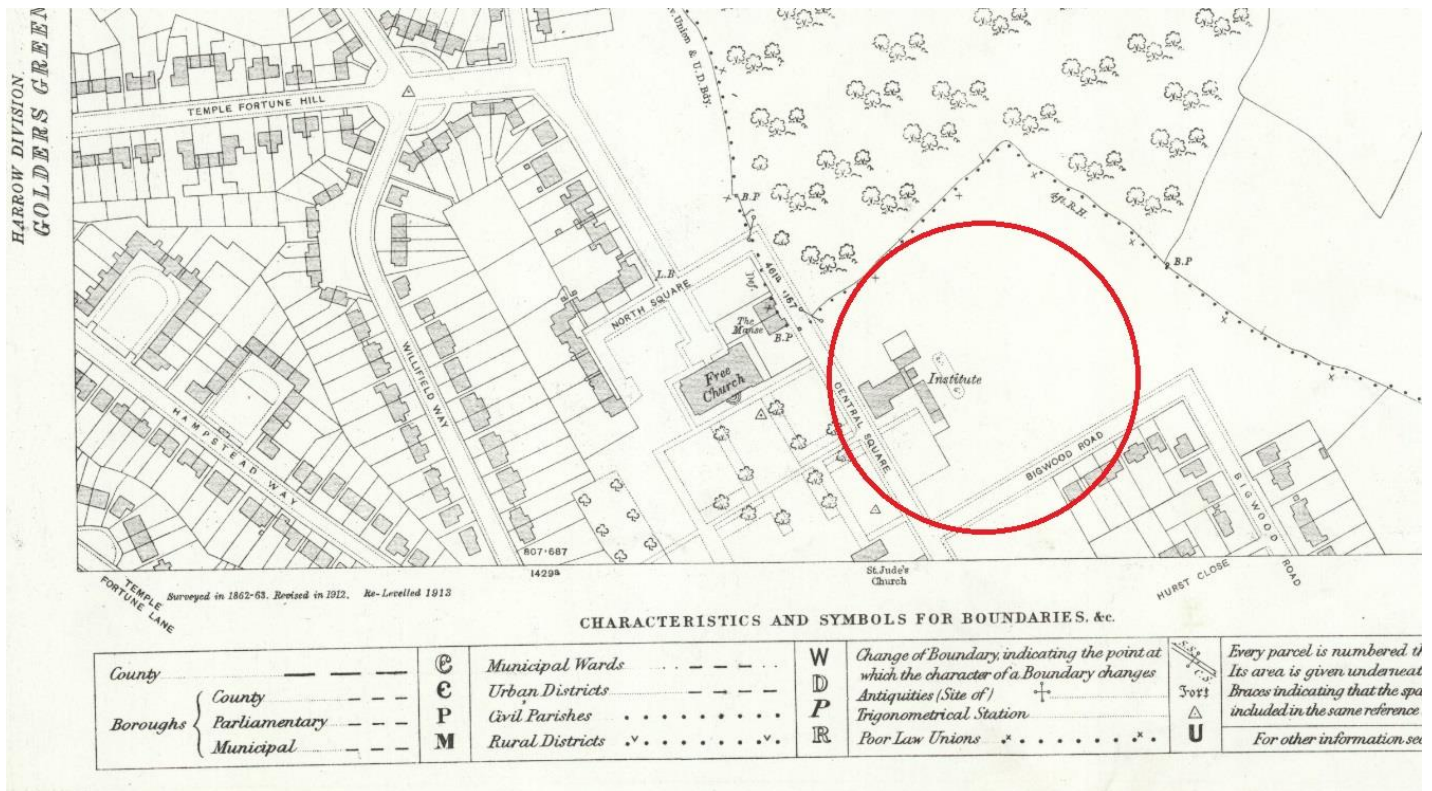 HARROW DIVISION
GOLDERS GREEN
TEMPLE FORTUNE HILL
Union & U.D. Bdy.
B.P
4ft. R.H.
B.P
L.B
NORTH SQUARE
461a
·167
The Manse
B.P
Free Church
WILLIFIELD WAY
CENTRAL SQUARE
Institute
HAMPSTEAD WAY
BIGWOOD ROAD
BIGWOOD ROAD
HURST CLOSE
807·687
1429a
St. Jude's Church
TEMPLE FORTUNE LANE
Surveyed in 1862-63. Revised in 1912. Re-Levelled 1913
CHARACTERISTICS AND SYMBOLS FOR BOUNDARIES, &c.
County
Boroughs { County
Parliamentary
Municipal
C
C
P
M
Municipal Wards
Urban Districts
Civil Parishes
Rural Districts
W
D
P
R
Change of Boundary, indicating the point at
which the character of a Boundary changes
Antiquities (Site of)
Trigonometrical Station
Poor Law Unions
Fort
U
Every parcel is numbered
Its area is given
Braces indicating that the
included in the same reference
For other information